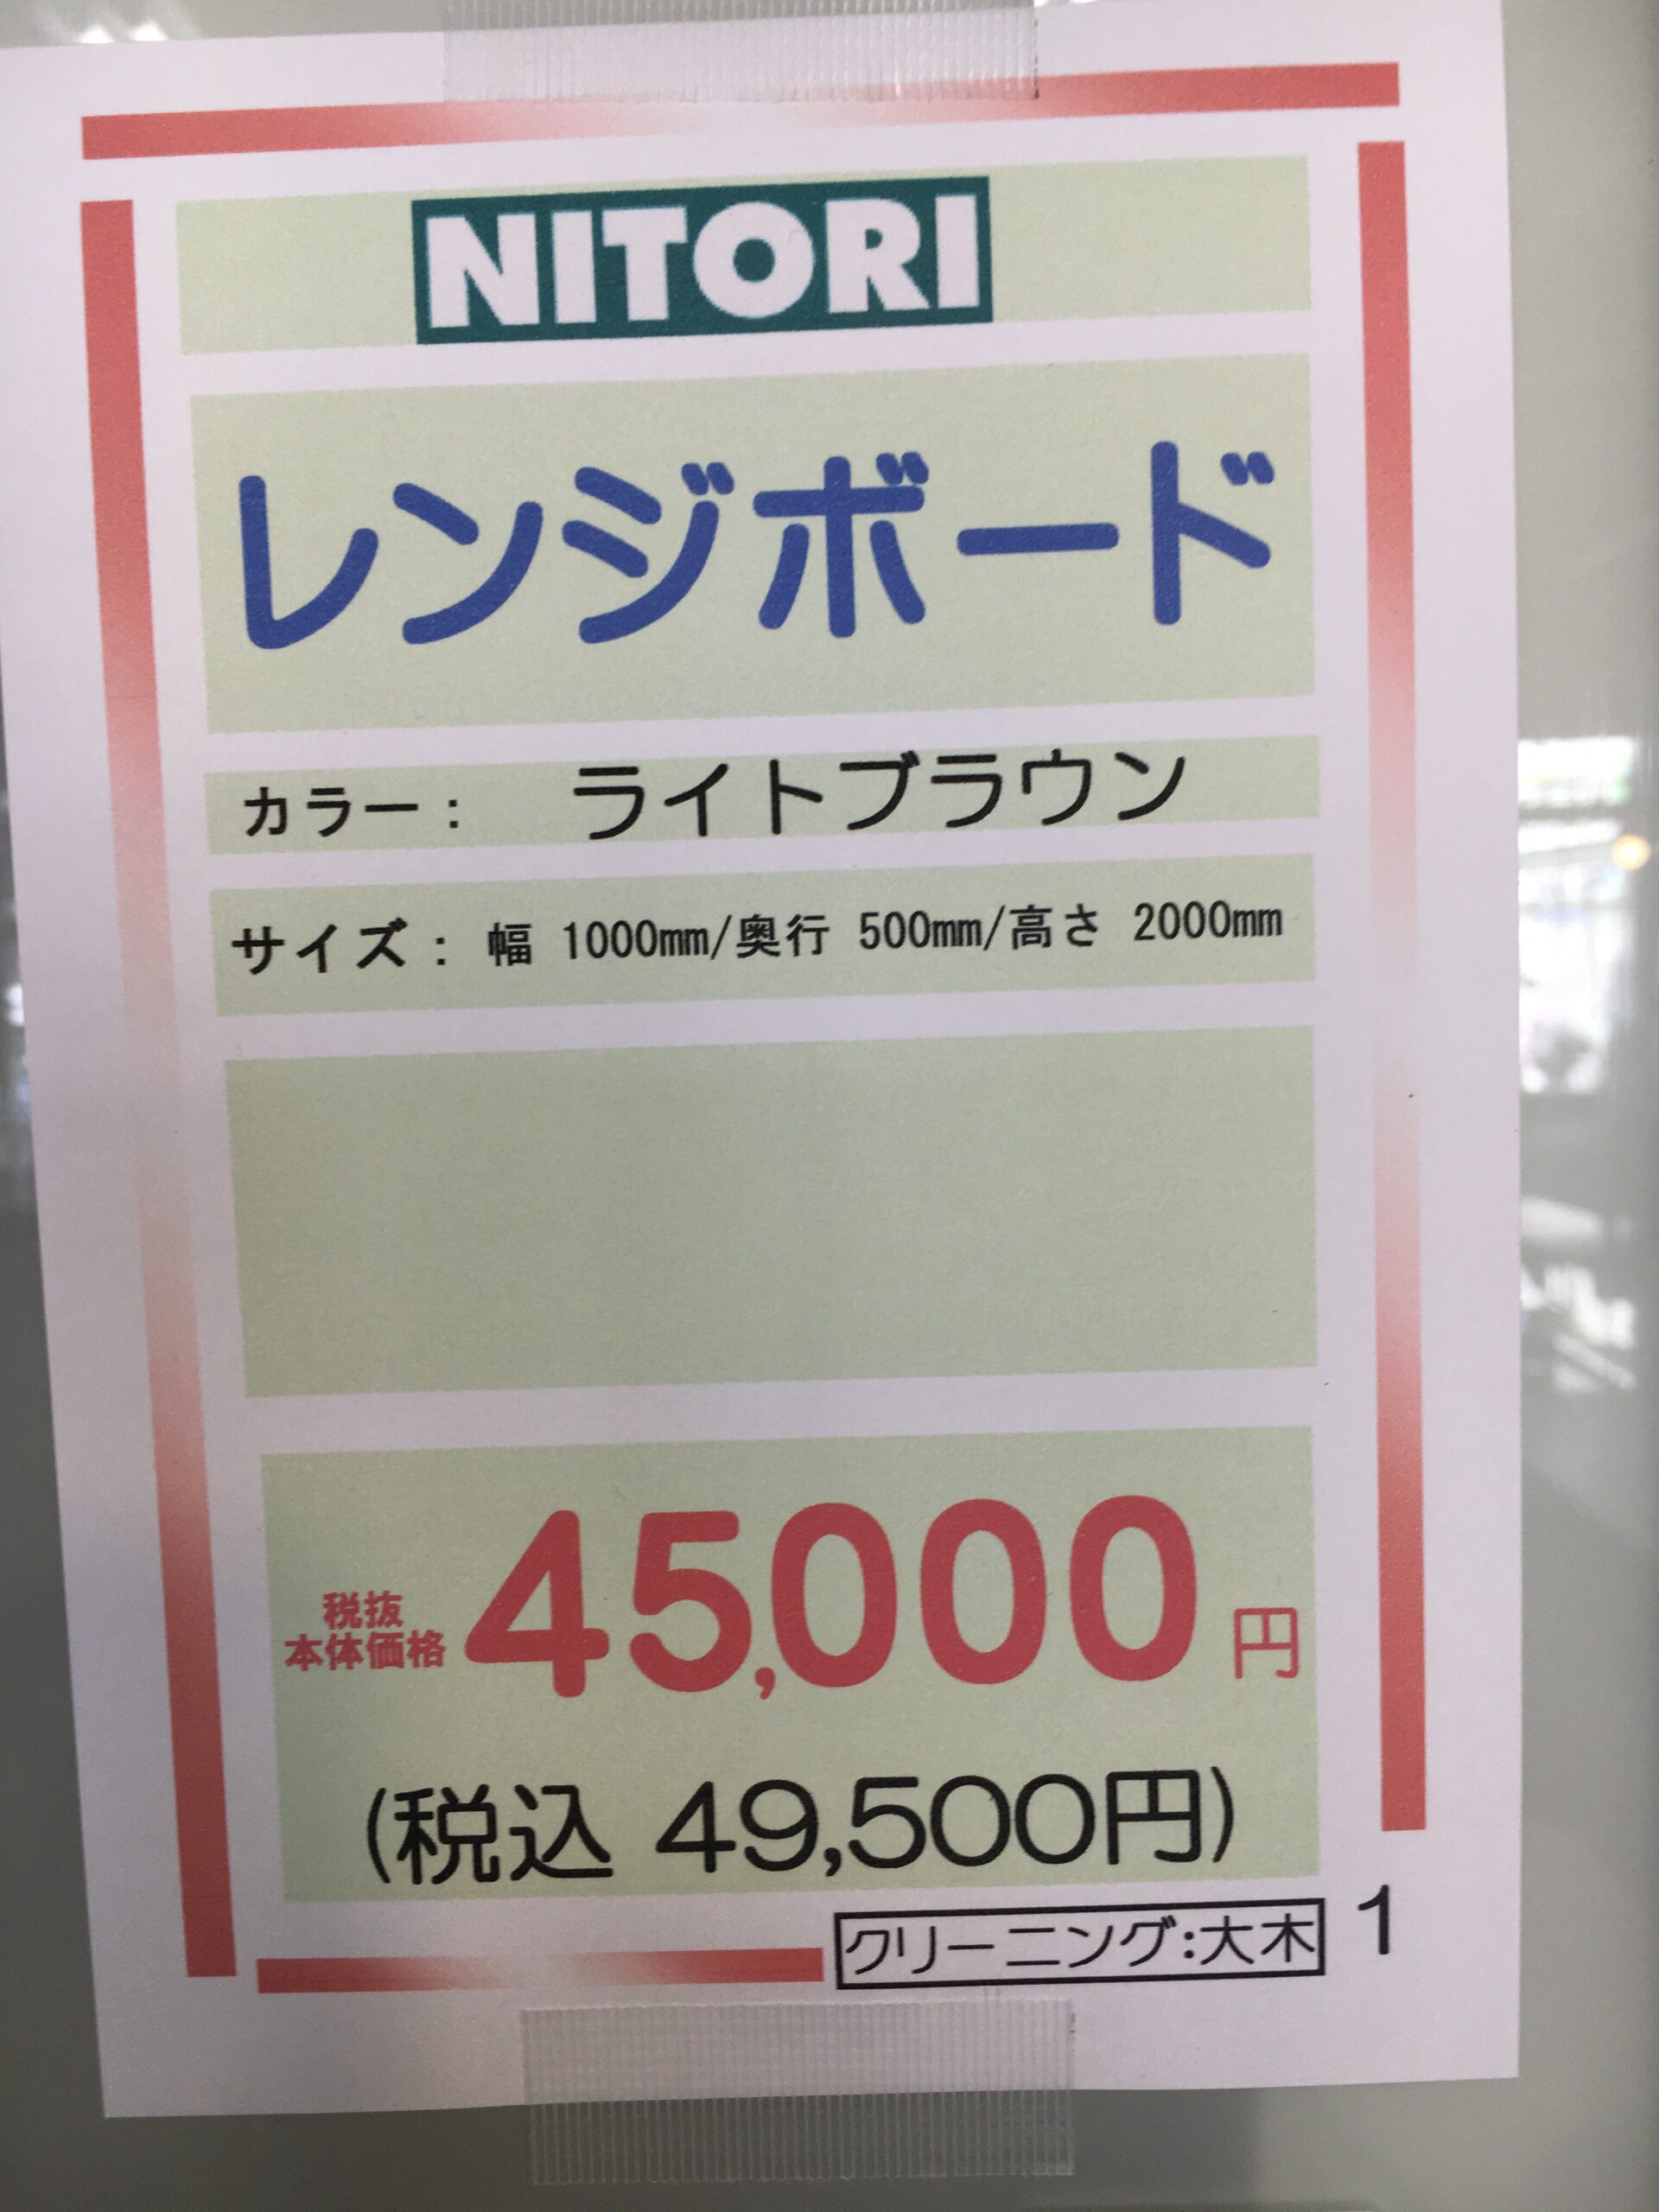 NITORI
レンジボード
カラー： ライトブラウン
サイズ：幅 1000mm/奥行 500mm/高さ 2000mm
税抜
本体価格 45,000円
(税込 49,500円)
クリーニング:大木 1